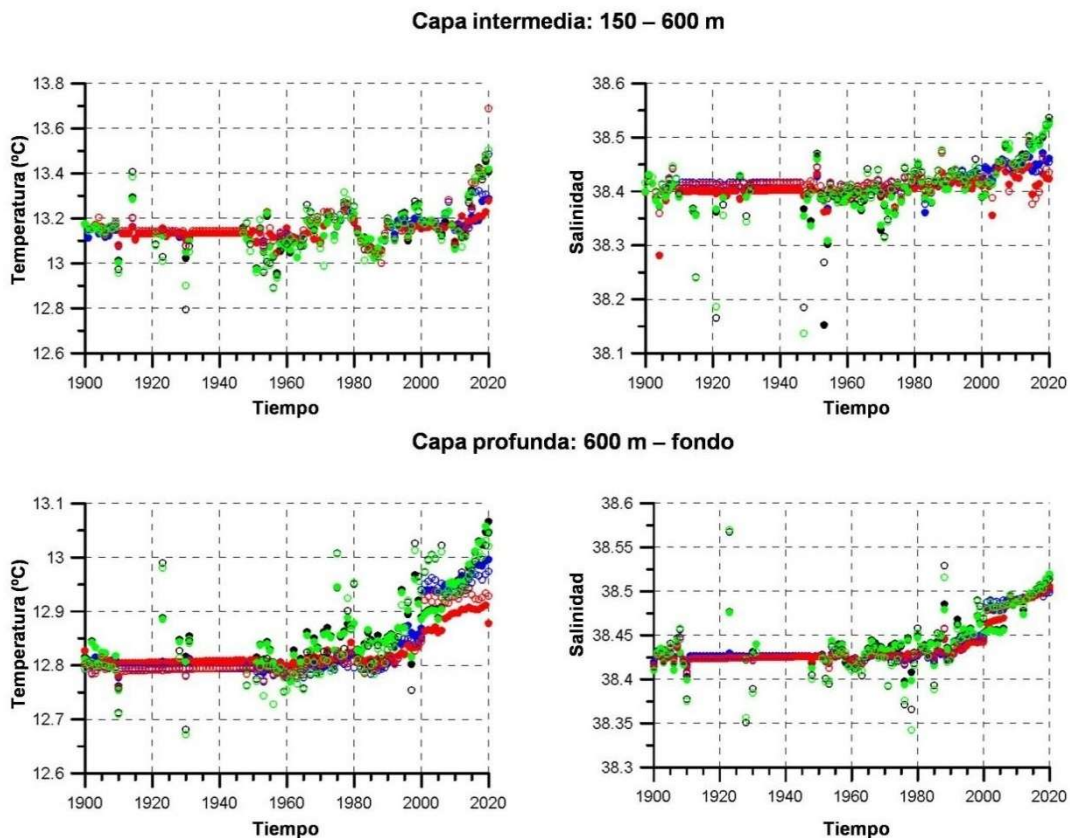 Capa intermedia: 150 – 600 m
Temperatura (ºC)
13.8
13.6
13.4
13.2
13
12.8
12.6
1900 1920 1940 1960 1980 2000 2020
Tiempo
Salinidad
38.6
38.5
38.4
38.3
38.2
38.1
1900 1920 1940 1960 1980 2000 2020
Tiempo
Capa profunda: 600 m – fondo
Temperatura (ºC)
13.1
13
12.9
12.8
12.7
12.6
1900 1920 1940 1960 1980 2000 2020
Tiempo
Salinidad
38.6
38.55
38.5
38.45
38.4
38.35
38.3
1900 1920 1940 1960 1980 2000 2020
Tiempo